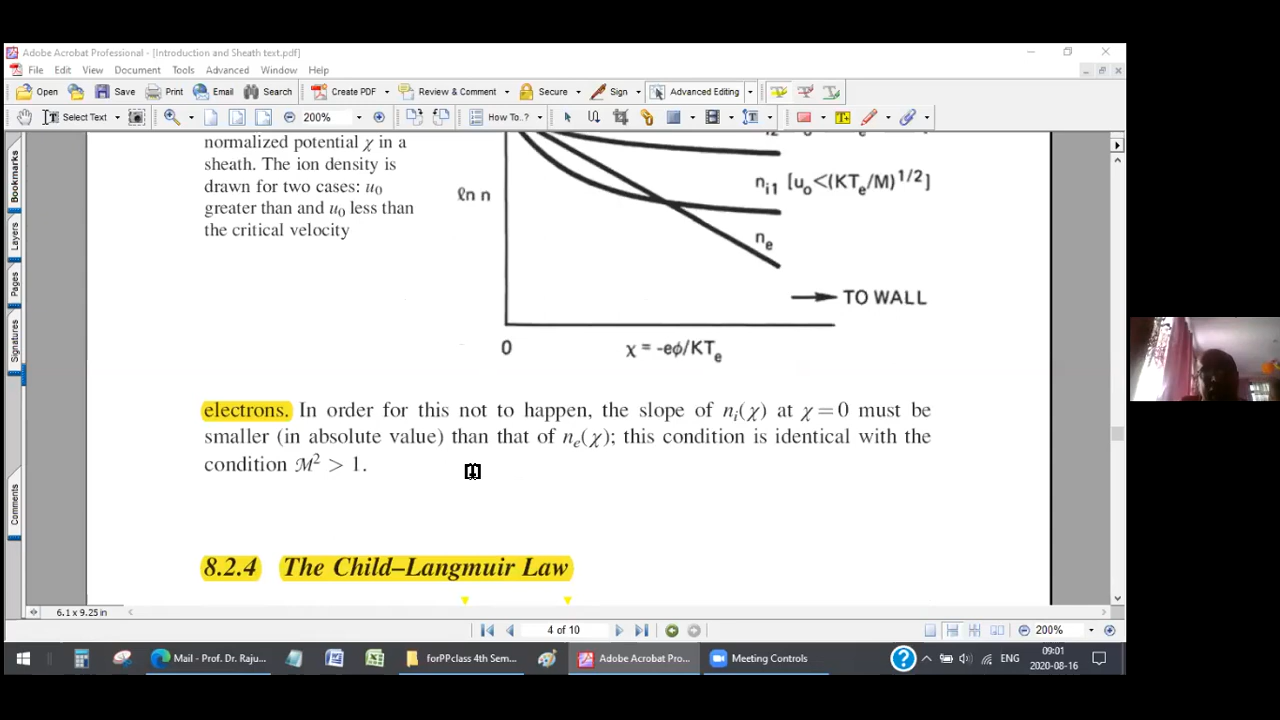 Adobe Acrobat Professional - [Introduction and Sheath text.pdf]
File Edit View Document Tools Advanced Window Help
Open Save Print Email Search Create PDF Review & Comment Secure Sign Advanced Editing
Select Text 200% How To..?
Bookmarks
Layers
Pages
Signatures
Comments
normalized potential χ in a
sheath. The ion density is
drawn for two cases: u₀
greater than and u₀ less than
the critical velocity
ℓn n
nᵢ₁ [u₀<(KTₑ/M)^1/2]
nₑ
TO WALL
0
χ = -eϕ/KTₑ
electrons. In order for this not to happen, the slope of nᵢ(χ) at χ = 0 must be
smaller (in absolute value) than that of nₑ(χ); this condition is identical with the
condition ℳ² > 1.
8.2.4 The Child–Langmuir Law
6.1 x 9.25 in
4 of 10
200%
Mail - Prof. Dr. Raju...
forPPclass 4th Sem...
Adobe Acrobat Pro...
Meeting Controls
ENG
09:01
2020-08-16